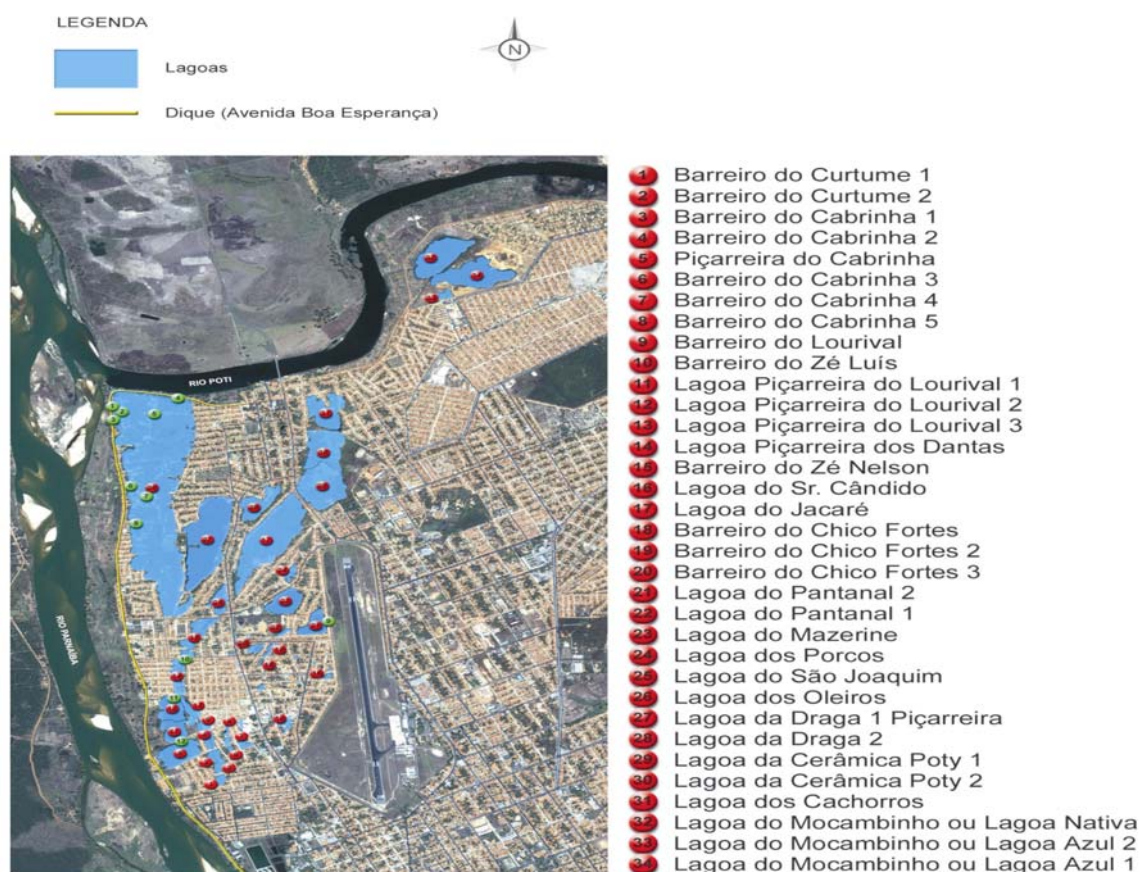 LEGENDA
N
Lagoas
Dique (Avenida Boa Esperança)
RIO POTI
RIO PARNAÍBA
1 Barreiro do Curtume 1
2 Barreiro do Curtume 2
3 Barreiro do Cabrinha 1
4 Barreiro do Cabrinha 2
5 Piçarreira do Cabrinha
6 Barreiro do Cabrinha 3
7 Barreiro do Cabrinha 4
8 Barreiro do Cabrinha 5
9 Barreiro do Lourival
10 Barreiro do Zé Luís
11 Lagoa Piçarreira do Lourival 1
12 Lagoa Piçarreira do Lourival 2
13 Lagoa Piçarreira do Lourival 3
14 Lagoa Piçarreira dos Dantas
15 Barreiro do Zé Nelson
16 Lagoa do Sr. Cândido
17 Lagoa do Jacaré
18 Barreiro do Chico Fortes
19 Barreiro do Chico Fortes 2
20 Barreiro do Chico Fortes 3
21 Lagoa do Pantanal 2
22 Lagoa do Pantanal 1
23 Lagoa do Mazerine
24 Lagoa dos Porcos
25 Lagoa do São Joaquim
26 Lagoa dos Oleiros
27 Lagoa da Draga 1 Piçarreira
28 Lagoa da Draga 2
29 Lagoa da Cerâmica Poty 1
30 Lagoa da Cerâmica Poty 2
31 Lagoa dos Cachorros
32 Lagoa do Mocambinho ou Lagoa Nativa
33 Lagoa do Mocambinho ou Lagoa Azul 2
34 Lagoa do Mocambinho ou Lagoa Azul 1